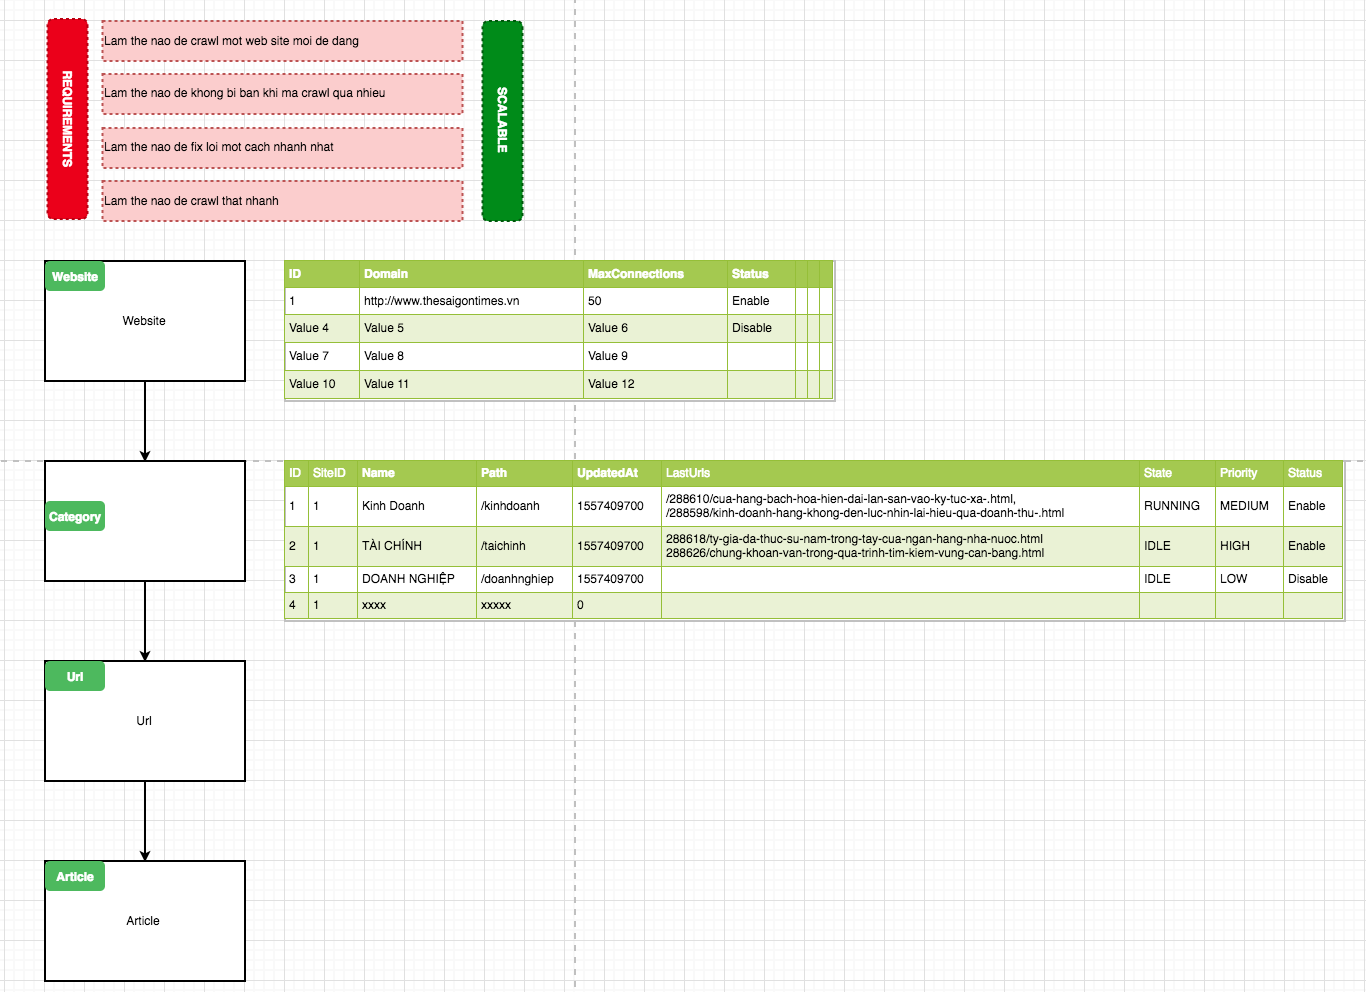 REQUIREMENTS
Lam the nao de crawl mot web site moi de dang
Lam the nao de khong bi ban khi ma crawl qua nhieu
Lam the nao de fix loi mot cach nhanh nhat
Lam the nao de crawl that nhanh
SCALABLE
Website
Website
ID Domain MaxConnections Status
1 http://www.thesaigontimes.vn 50 Enable
Value 4 Value 5 Value 6 Disable
Value 7 Value 8 Value 9
Value 10 Value 11 Value 12
Category
ID SiteID Name Path UpdatedAt LastUrls State Priority Status
1 1 Kinh Doanh /kinhdoanh 1557409700 /288610/cua-hang-bach-hoa-hien-dai-lan-san-vao-ky-tuc-xa-.html, RUNNING MEDIUM Enable
/288598/kinh-doanh-hang-khong-den-luc-nhin-lai-hieu-qua-doanh-thu-.html
2 1 TÀI CHÍNH /taichinh 1557409700 288618/ty-gia-da-thuc-su-nam-trong-tay-cua-ngan-hang-nha-nuoc.html IDLE HIGH Enable
288626/chung-khoan-van-trong-qua-trinh-tim-kiem-vung-can-bang.html
3 1 DOANH NGHIỆP /doanhnghiep 1557409700 IDLE LOW Disable
4 1 xxxx xxxxx 0
Url
Url
Article
Article